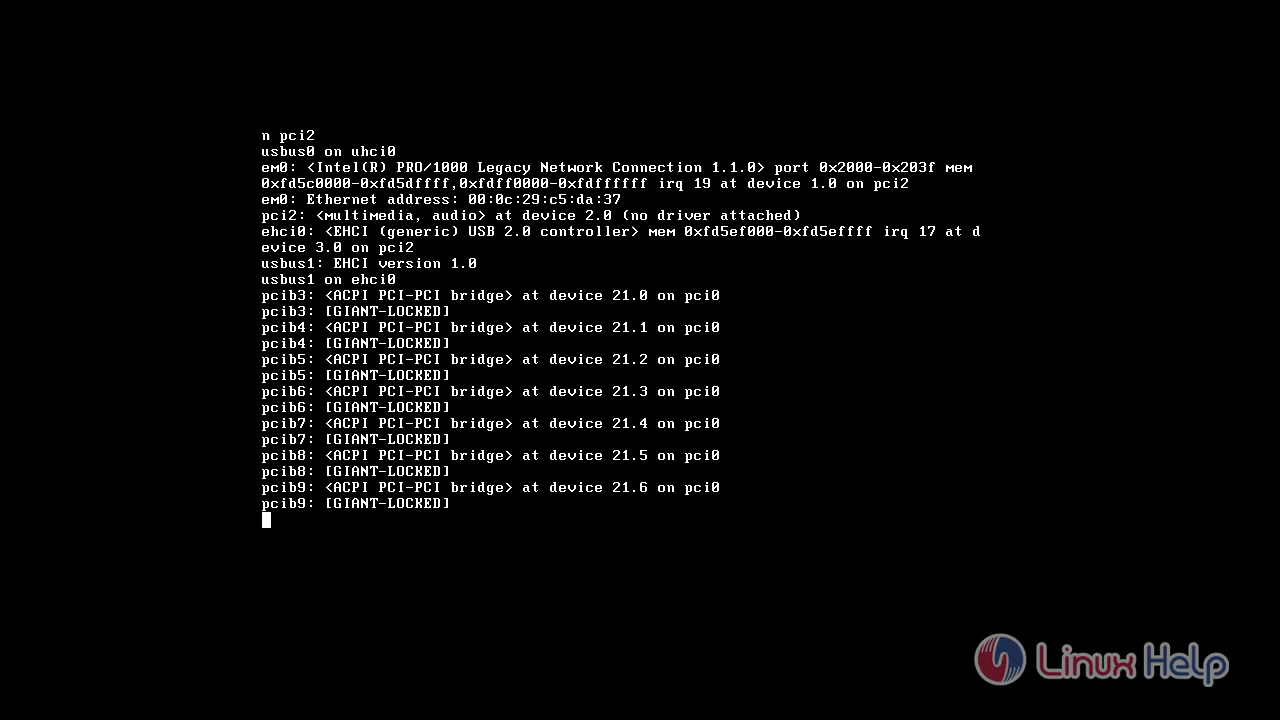 n pci2
usbus0 on uhci0
em0: <Intel(R) PRO/1000 Legacy Network Connection 1.1.0> port 0x2000-0x203f mem
0xfd5c0000-0xfd5dffff,0xfdff0000-0xfdffffff irq 19 at device 1.0 on pci2
em0: Ethernet address: 00:0c:29:c5:da:37
pci2: <multimedia, audio> at device 2.0 (no driver attached)
ehci0: <EHCI (generic) USB 2.0 controller> mem 0xfd5ef000-0xfd5effff irq 17 at d
evice 3.0 on pci2
usbus1: EHCI version 1.0
usbus1 on ehci0
pcib3: <ACPI PCI-PCI bridge> at device 21.0 on pci0
pcib3: [GIANT-LOCKED]
pcib4: <ACPI PCI-PCI bridge> at device 21.1 on pci0
pcib4: [GIANT-LOCKED]
pcib5: <ACPI PCI-PCI bridge> at device 21.2 on pci0
pcib5: [GIANT-LOCKED]
pcib6: <ACPI PCI-PCI bridge> at device 21.3 on pci0
pcib6: [GIANT-LOCKED]
pcib7: <ACPI PCI-PCI bridge> at device 21.4 on pci0
pcib7: [GIANT-LOCKED]
pcib8: <ACPI PCI-PCI bridge> at device 21.5 on pci0
pcib8: [GIANT-LOCKED]
pcib9: <ACPI PCI-PCI bridge> at device 21.6 on pci0
pcib9: [GIANT-LOCKED]
Linux Help